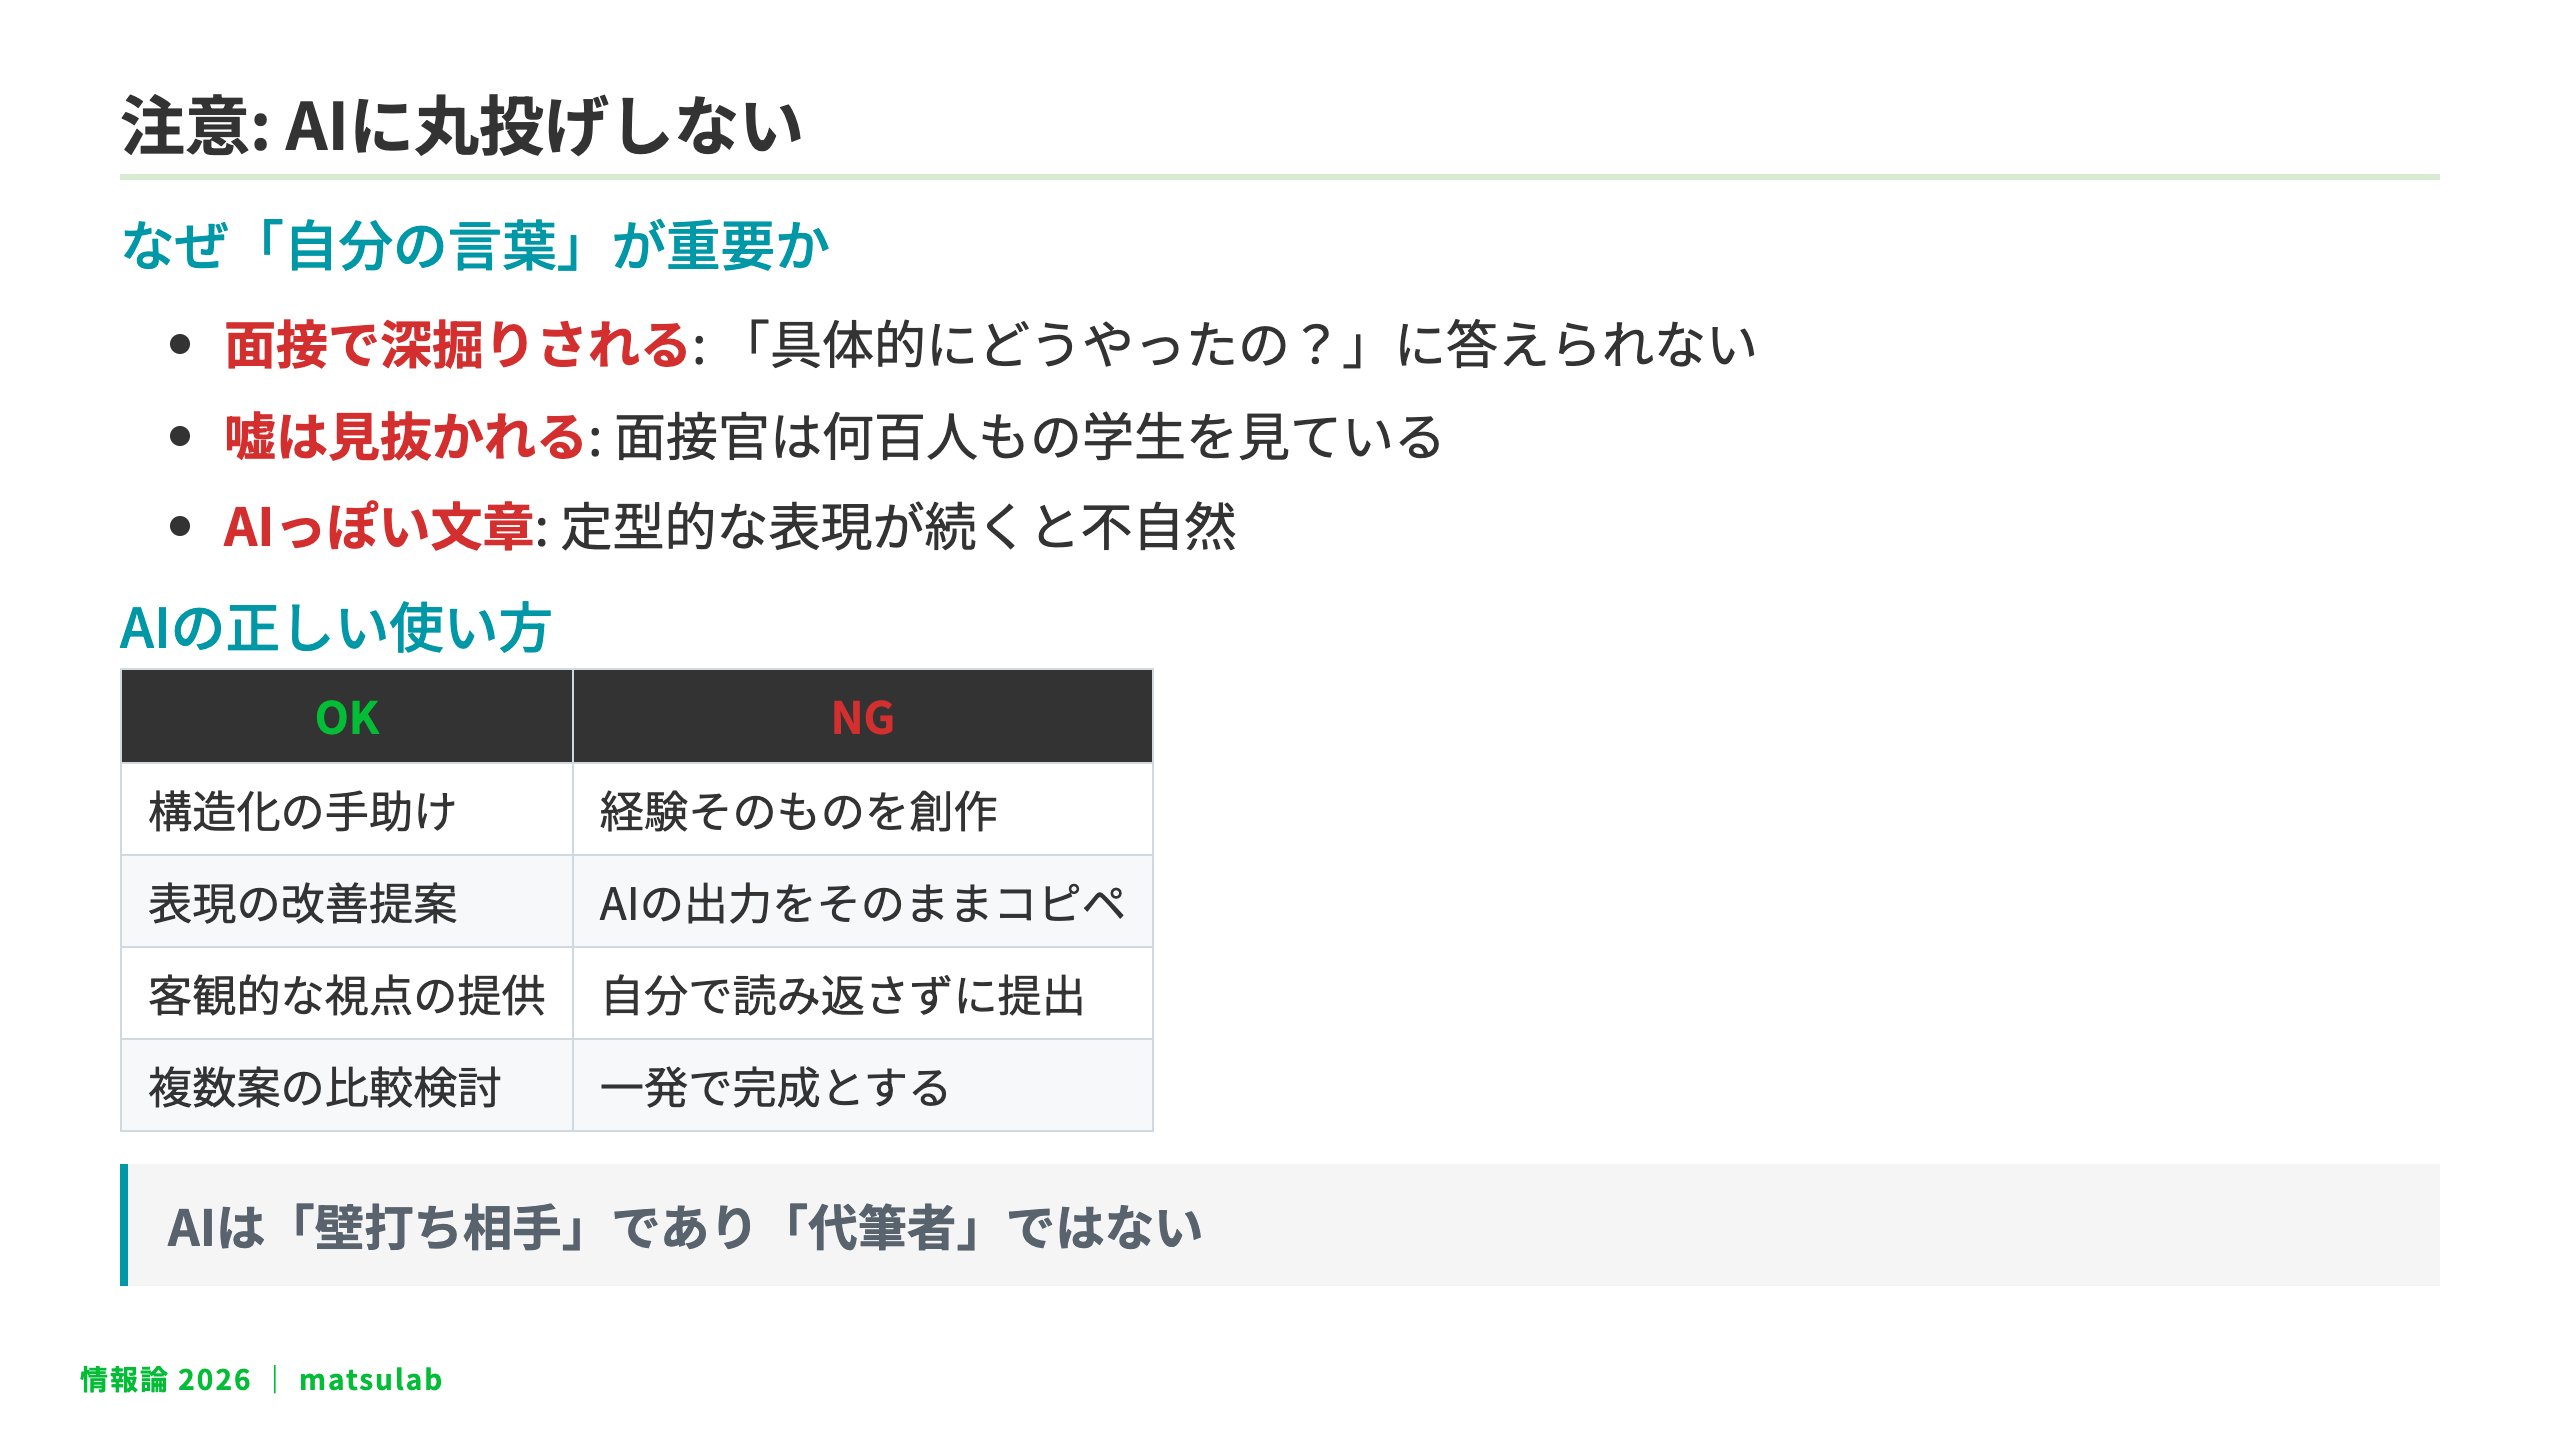 注意: AIに丸投げしない
なぜ「自分の言葉」が重要か
面接で深掘りされる: 「具体的にどうやったの？」に答えられない
嘘は見抜かれる: 面接官は何百人もの学生を見ている
AIっぽい文章: 定型的な表現が続くと不自然
AIの正しい使い方
OK NG
構造化の手助け 経験そのものを創作
表現の改善提案 AIの出力をそのままコピペ
客観的な視点の提供 自分で読み返さずに提出
複数案の比較検討 一発で完成とする
AIは「壁打ち相手」であり「代筆者」ではない
情報論 2026 | matsulab